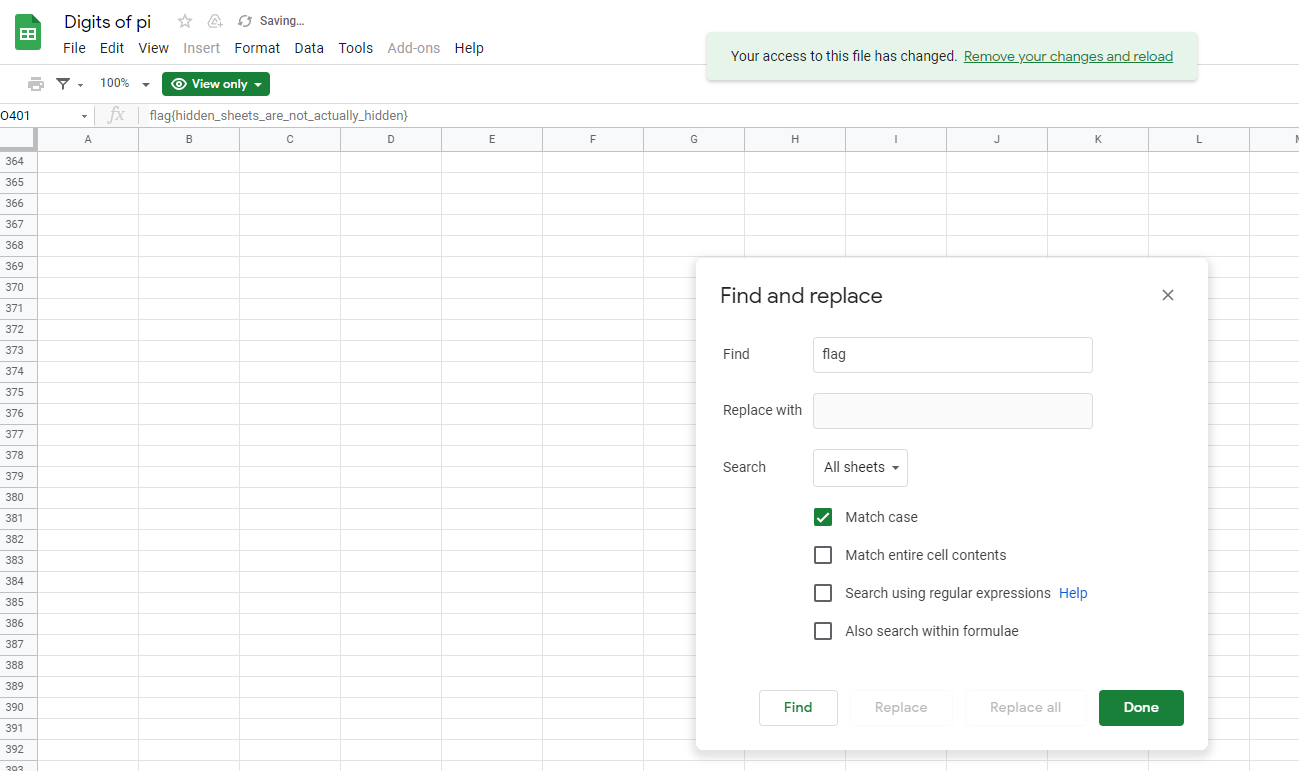 Digits of pi Saving...
File Edit View Insert Format Data Tools Add-ons Help
Your access to this file has changed. Remove your changes and reload
100% View only
O401 fx flag{hidden_sheets_are_not_actually_hidden}
A B C D E F G H I J K L M
364
365
366
367
368
369
370
371
372
373
374
375
376
377
378
379
380
381
382
383
384
385
386
387
388
389
390
391
392
393
Find and replace
Find flag
Replace with
Search All sheets
Match case
Match entire cell contents
Search using regular expressions Help
Also search within formulae
Find Replace Replace all Done